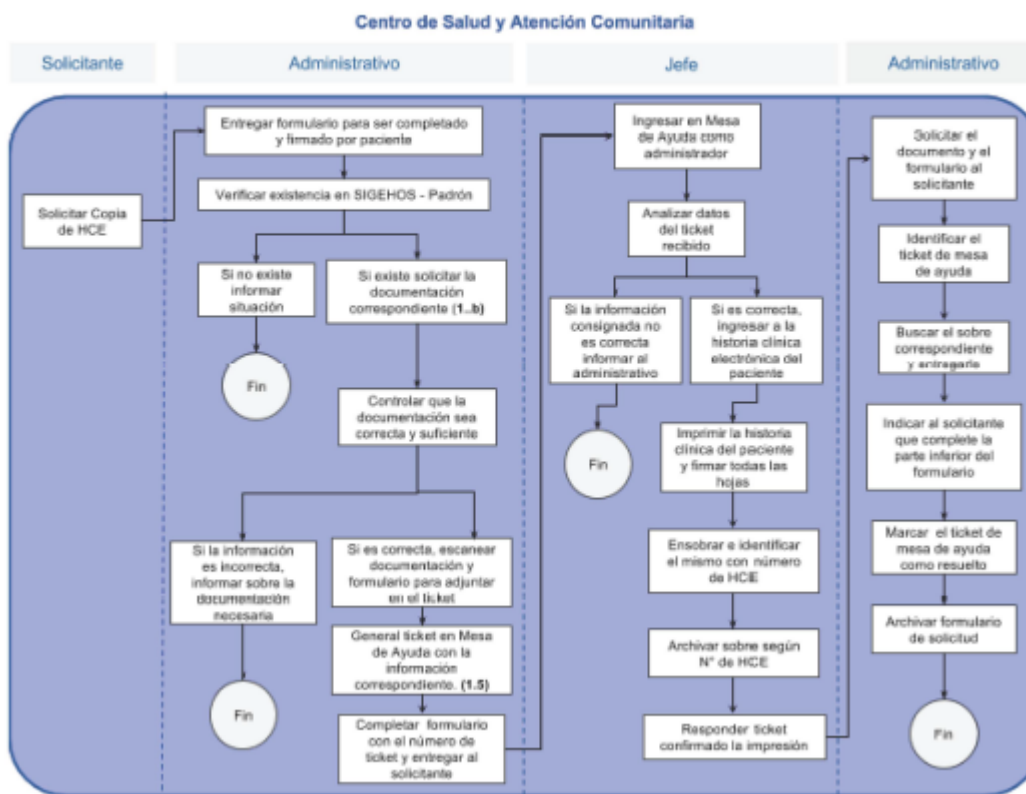 Centro de Salud y Atención Comunitaria
Solicitante
Administrativo
Jefe
Administrativo
Solicitar Copia
de HCE
Entregar formulario para ser completado
y firmado por paciente
Verificar existencia en SIGEHOS - Padrón
Si no existe
informar
situación
Fin
Si existe solicitar la
documentación
correspondiente (1..b)
Controlar que la
documentación sea
correcta y suficiente
Si la información
es incorrecta,
informar sobre la
documentación
necesaria
Fin
Si es correcta, escanear
documentación y
formulario para adjuntar
en el ticket
General ticket en Mesa
de Ayuda con la
información
correspondiente. (1.5)
Completar formulario
con el número de
ticket y entregar al
solicitante
Ingresar en Mesa
de Ayuda como
administrador
Analizar datos
del ticket
recibido
Si la información
consignada no
es correcta
informar al
administrativo
Fin
Si es correcta,
ingresar a la
historia clínica
electrónica del
paciente
Imprimir la historia
clínica del paciente
y firmar todas las
hojas
Ensobrar e identificar
el mismo con número
de HCE
Archivar sobre según
N° de HCE
Responder ticket
confirmado la impresión
Solicitar el
documento y el
formulario al
solicitante
Identificar el
ticket de mesa
de ayuda
Buscar el sobre
correspondiente
y entregarle
Indicar al solicitante
que complete la
parte inferior del
formulario
Marcar el ticket de
mesa de ayuda
como resuelto
Archivar formulario
de solicitud
Fin